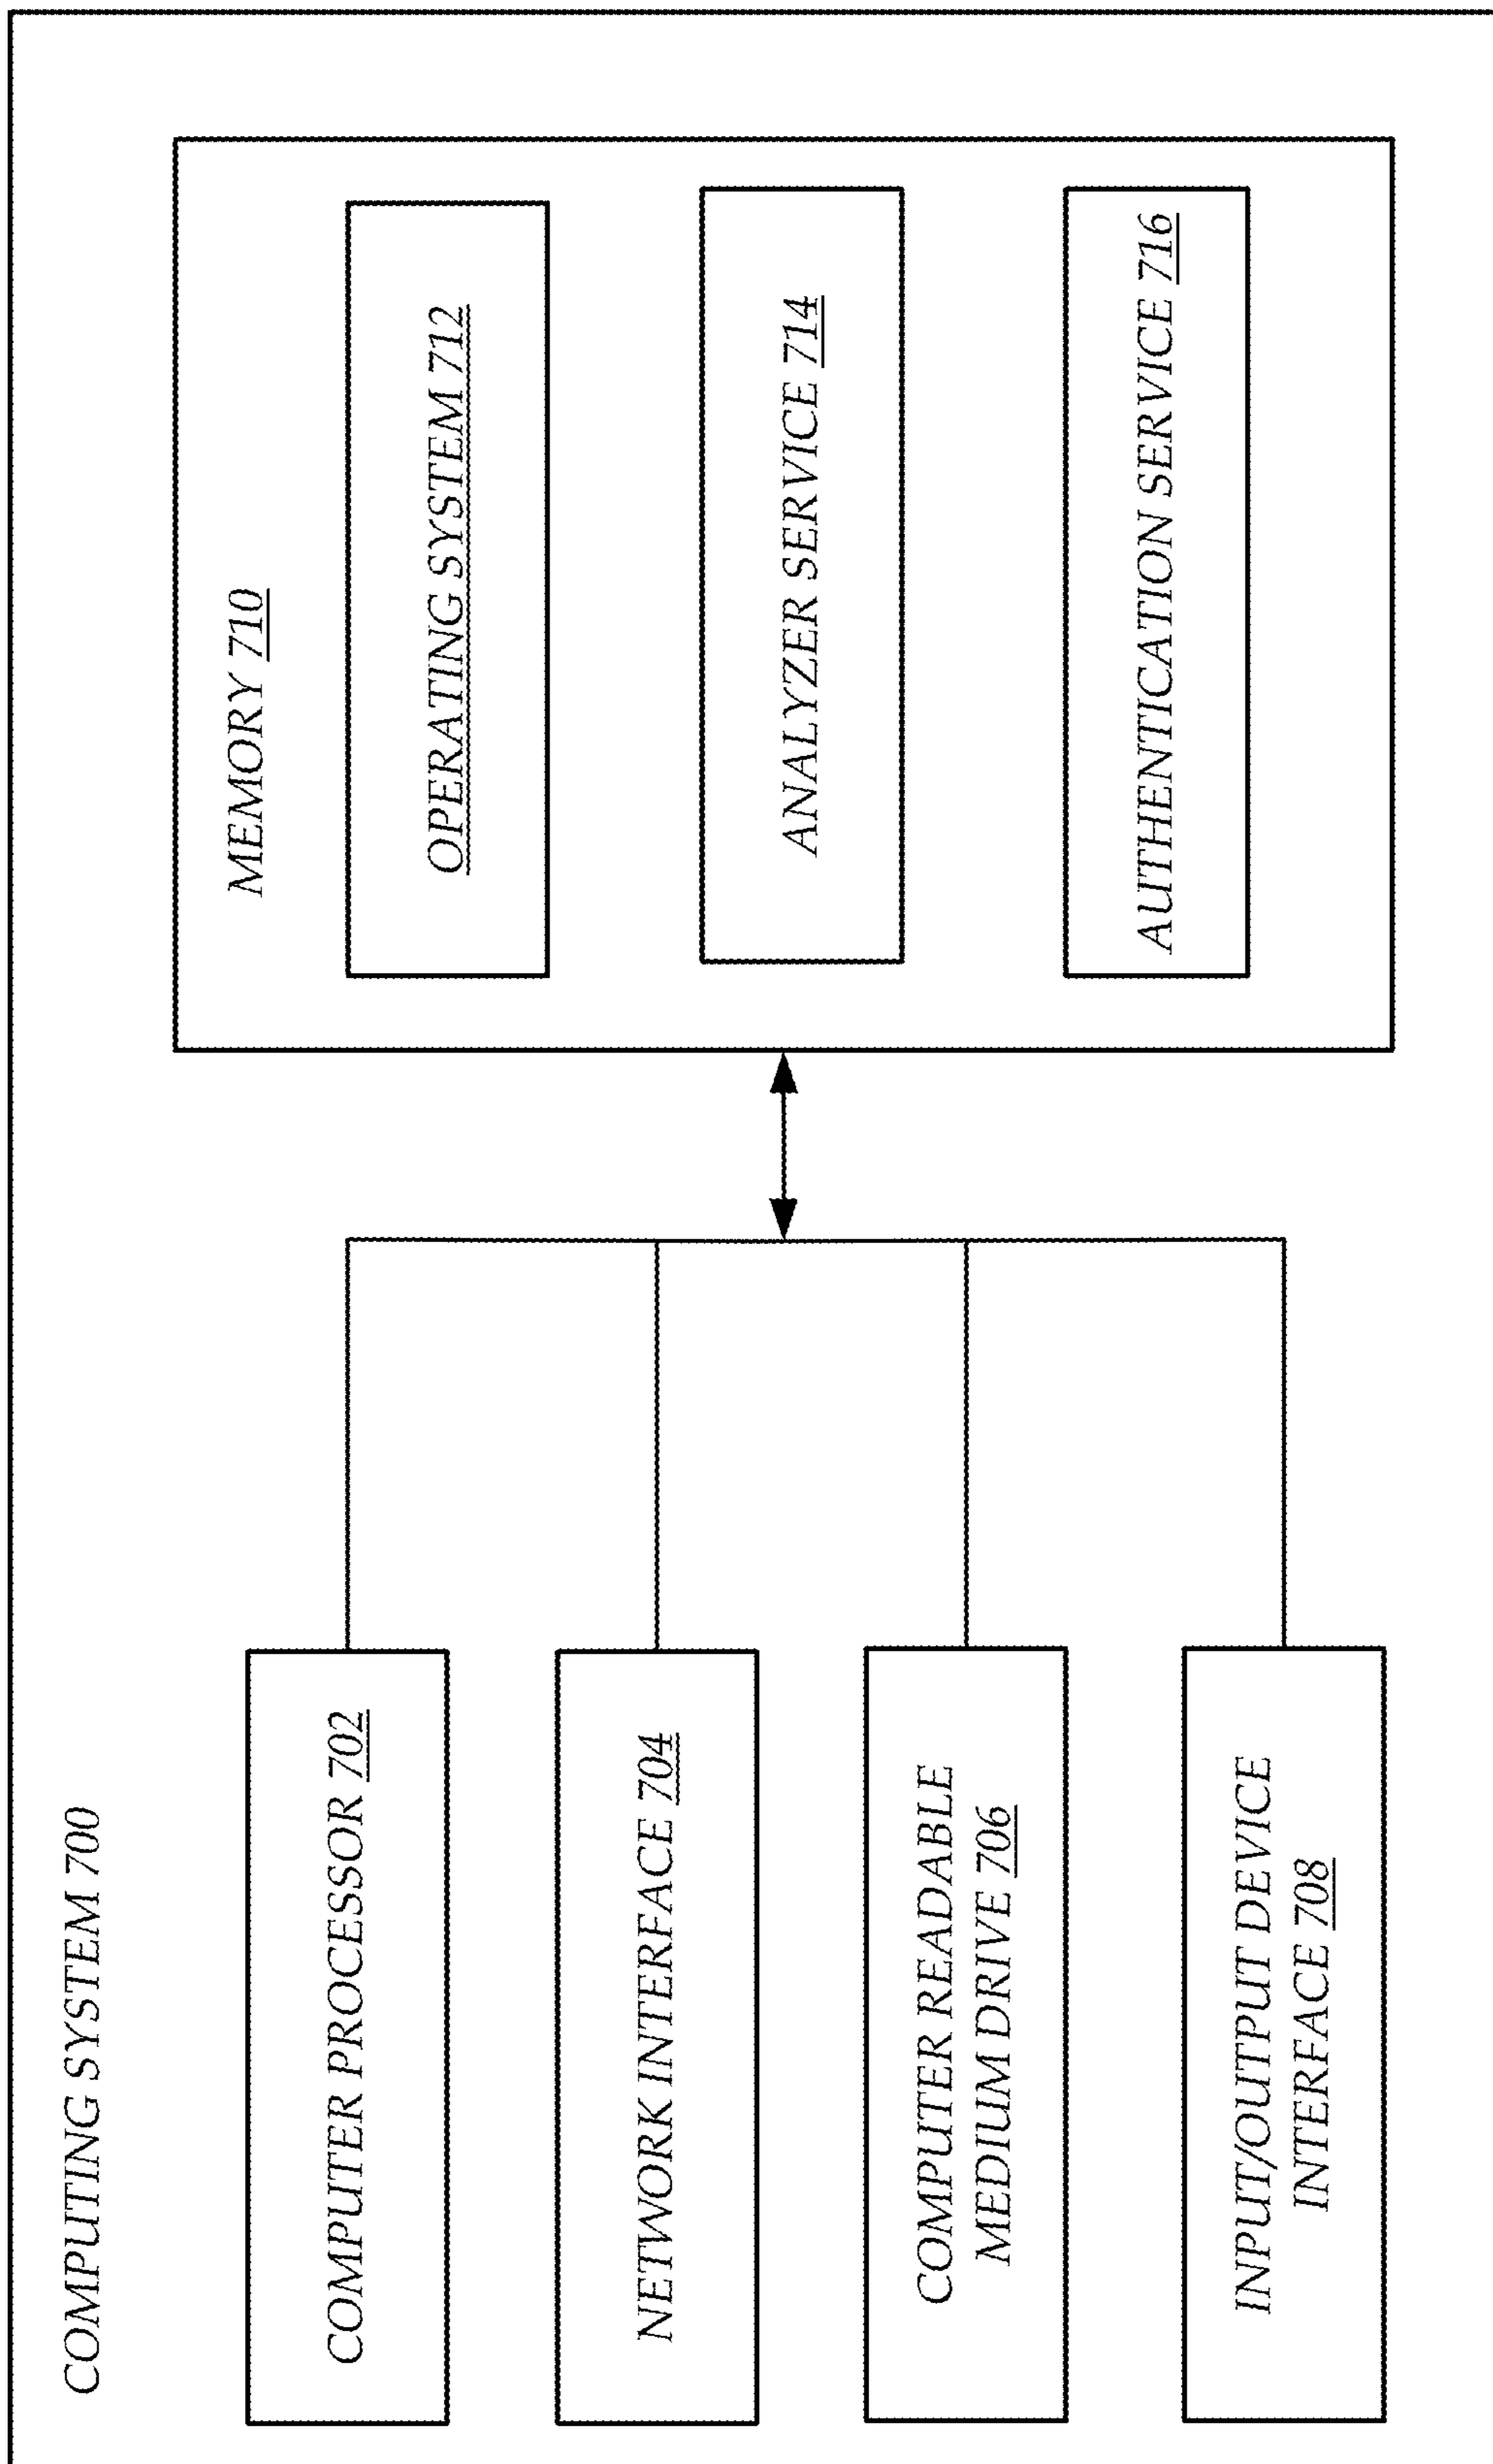 COMPUTING SYSTEM 700
COMPUTER PROCESSOR 702
NETWORK INTERFACE 704
COMPUTER READABLE
MEDIUM DRIVE 706
INPUT/OUTPUT DEVICE
INTERFACE 708
MEMORY 710
OPERATING SYSTEM 712
ANALYZER SERVICE 714
AUTHENTICATION SERVICE 716